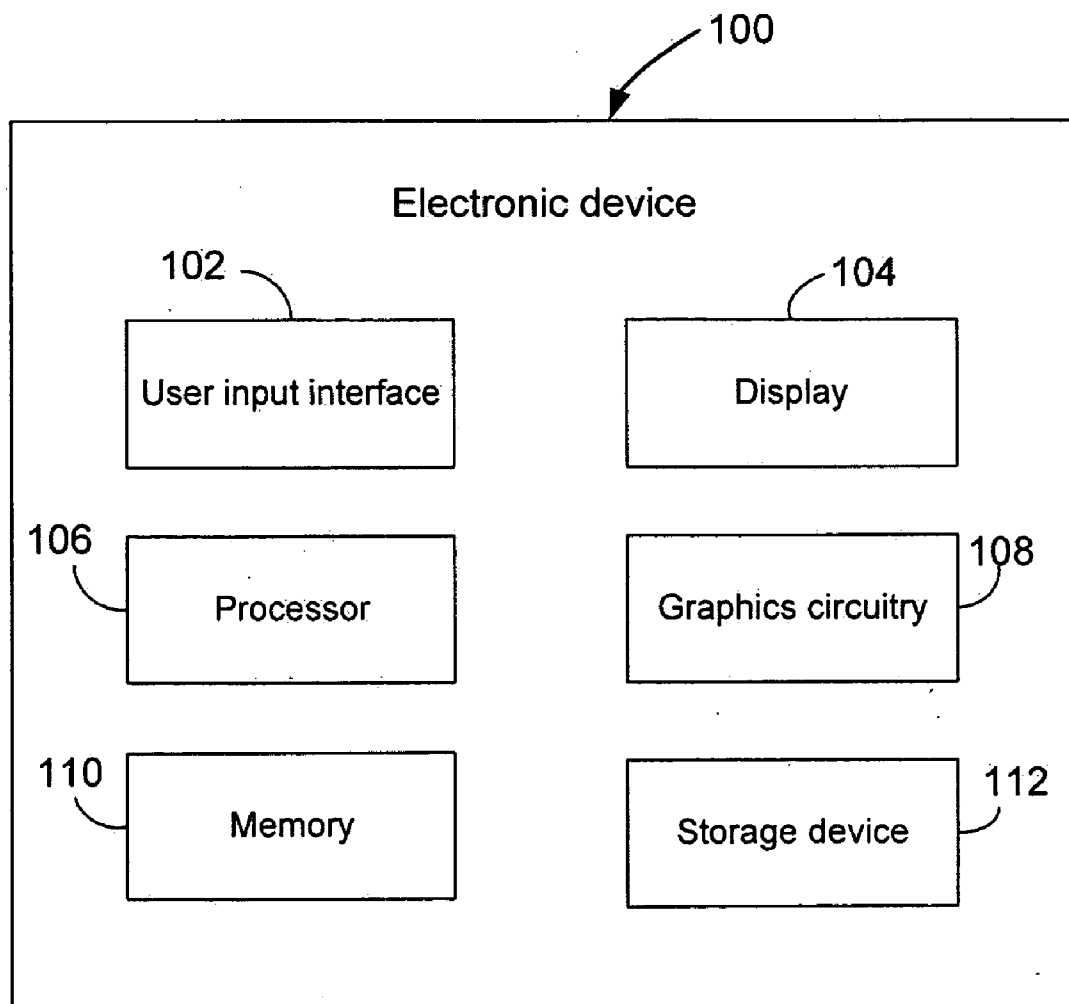 100
Electronic device
102
104
User input interface
Display
106
108
Processor
Graphics circuitry
110
112
Memory
Storage device